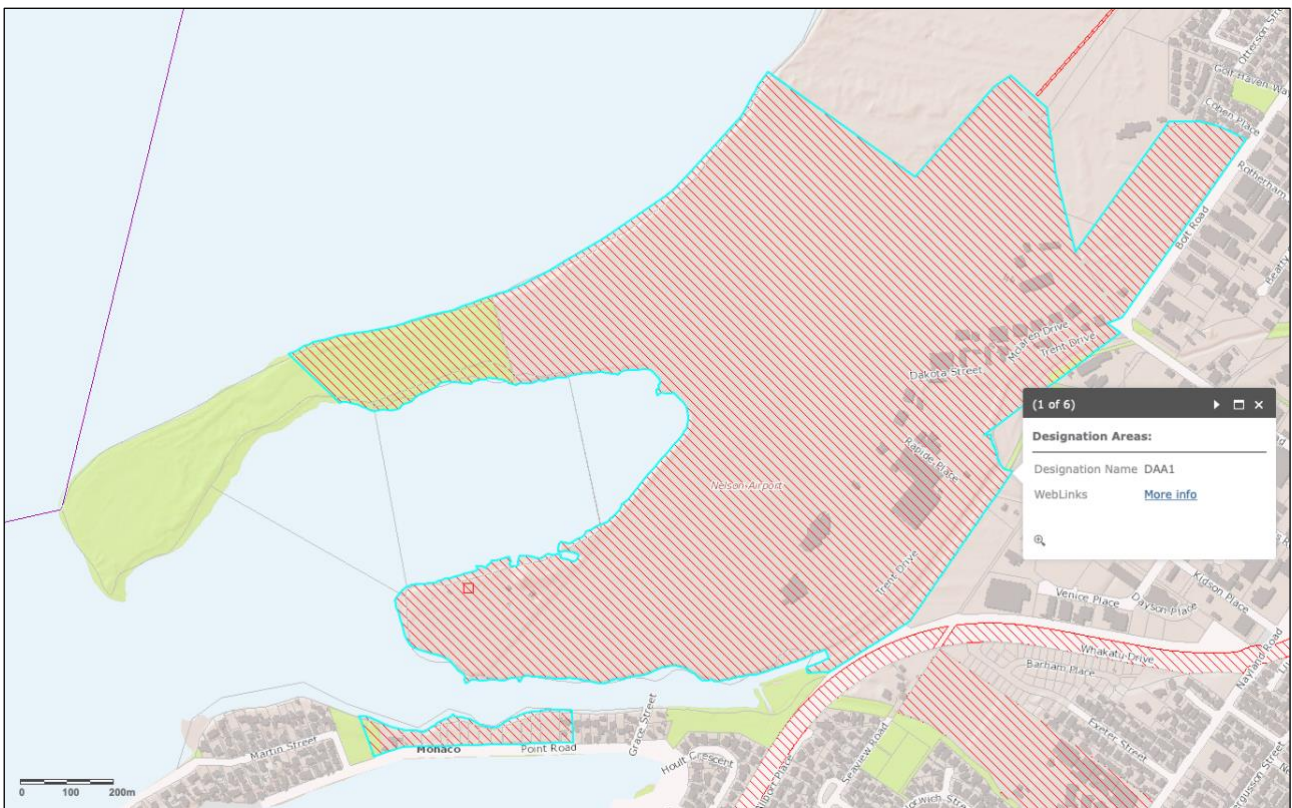 Otterson Street
Golf Haven Way
Coben Place
Rotherham
Bolt Road
Beatty
McLaren Drive
Trent Drive
Dakota Street
(1 of 6)
Designation Areas:
Designation Name DAA1
WebLinks More info
Rapide Place
Nelson Airport
Trent Drive
Venice Place
Dayson Place
Kidson Place
Whakatu Drive
Barham Place
Nayland Road
Exeter Street
Grace Street
Martin Street
Monaco
Point Road
Hoult Crescent
Seaview Road
0 100 200m